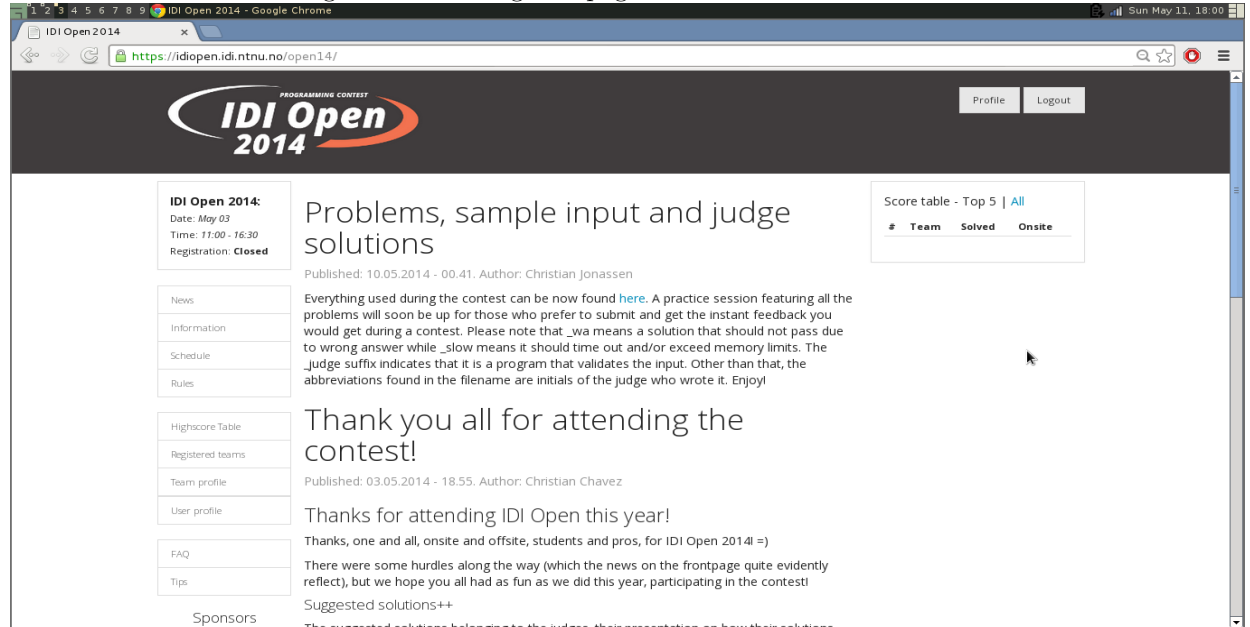 1 2 3 4 5 6 7 8 9 IDI Open 2014 - Google Chrome
Sun May 11, 18:00
IDI Open 2014
https://idiopen.idi.ntnu.no/open14/
PROGRAMMING CONTEST
IDI Open
2014
Profile
Logout
IDI Open 2014:
Date: May 03
Time: 11:00 - 16:30
Registration: Closed
News
Information
Schedule
Rules
Highscore Table
Registered teams
Team profile
User profile
FAQ
Tips
Sponsors
Problems, sample input and judge
solutions
Published: 10.05.2014 - 00.41. Author: Christian Jonassen
Everything used during the contest can be now found here. A practice session featuring all the
problems will soon be up for those who prefer to submit and get the instant feedback you
would get during a contest. Please note that _wa means a solution that should not pass due
to wrong answer while _slow means it should time out and/or exceed memory limits. The
_judge suffix indicates that it is a program that validates the input. Other than that, the
abbreviations found in the filename are initials of the judge who wrote it. Enjoy!
Thank you all for attending the
contest!
Published: 03.05.2014 - 18.55. Author: Christian Chavez
Thanks for attending IDI Open this year!
Thanks, one and all, onsite and offsite, students and pros, for IDI Open 2014! =)
There were some hurdles along the way (which the news on the frontpage quite evidently
reflect), but we hope you all had as fun as we did this year, participating in the contest!
Suggested solutions++
The suggested solutions belonging to the judges, their presentation on how their solutions
Score table - Top 5 | All
# Team Solved Onsite